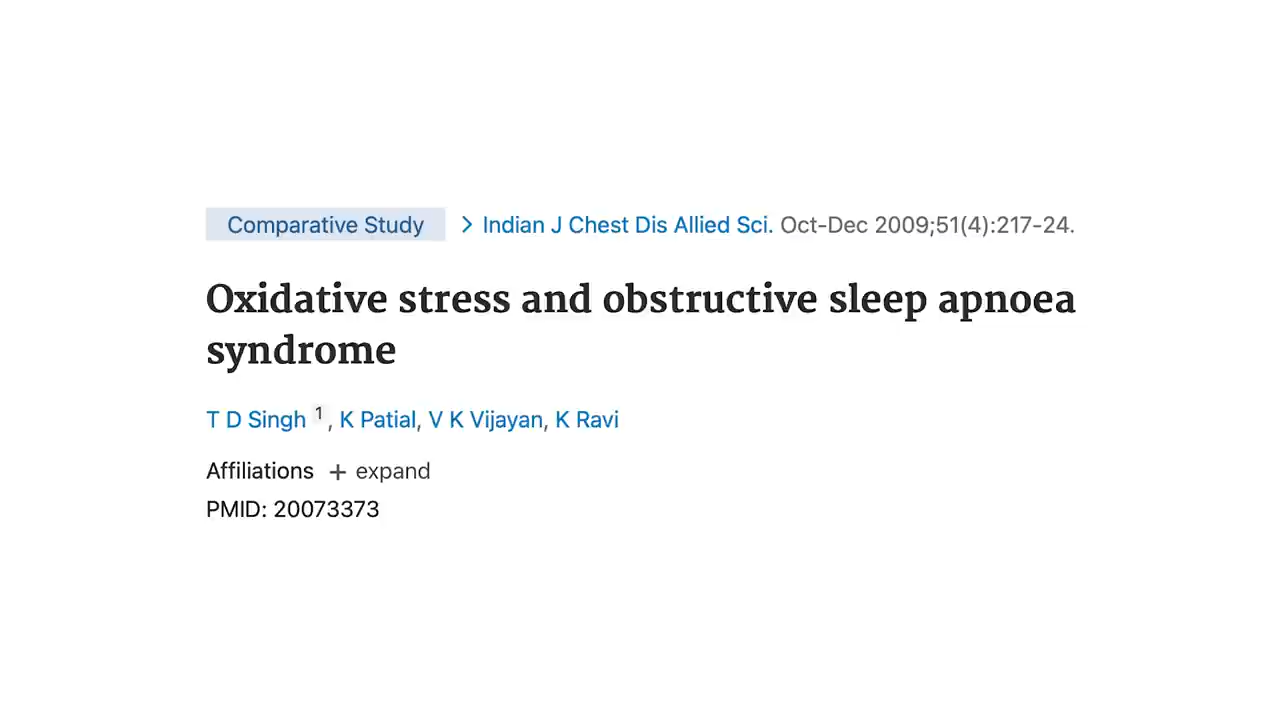 Comparative Study > Indian J Chest Dis Allied Sci. Oct-Dec 2009;51(4):217-24.
Oxidative stress and obstructive sleep apnoea
syndrome
T D Singh 1, K Patial, V K Vijayan, K Ravi
Affiliations + expand
PMID: 20073373